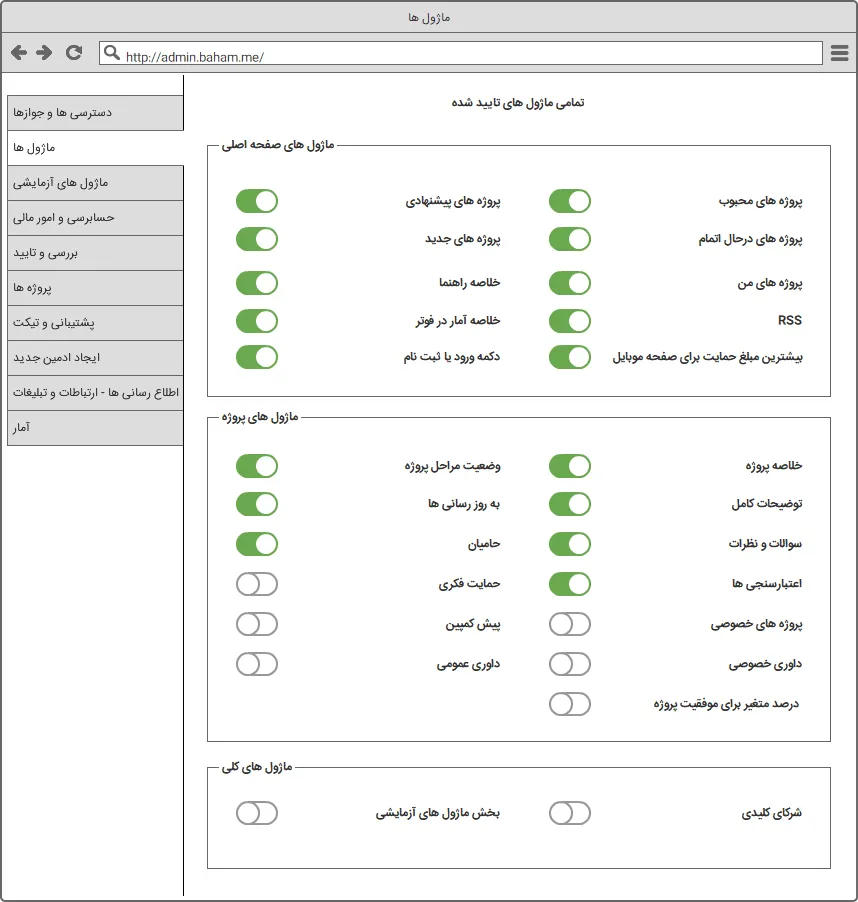 ماژول ها
http://admin.baham.me/
دسترسی ها و جوازها
ماژول ها
ماژول های آزمایشی
حسابرسی و امور مالی
بررسی و تایید
پروژه ها
پشتیبانی و تیکت
ایجاد ادمین جدید
اطلاع رسانی ها - ارتباطات و تبلیغات
آمار
تمامی ماژول های تایید شده
ماژول های صفحه اصلی
پروژه های محبوب
پروژه های پیشنهادی
پروژه های درحال اتمام
پروژه های جدید
پروژه های من
خلاصه راهنما
RSS
خلاصه آمار در فوتر
بیشترین مبلغ حمایت برای صفحه موبایل
دکمه ورود یا ثبت نام
ماژول های پروژه
خلاصه پروژه
وضعیت مراحل پروژه
توضیحات کامل
به روز رسانی ها
سوالات و نظرات
حامیان
اعتبارسنجی ها
حمایت فکری
پروژه های خصوصی
پیش کمپین
داوری خصوصی
داوری عمومی
درصد متغیر برای موفقیت پروژه
ماژول های کلی
شرکای کلیدی
بخش ماژول های آزمایشی